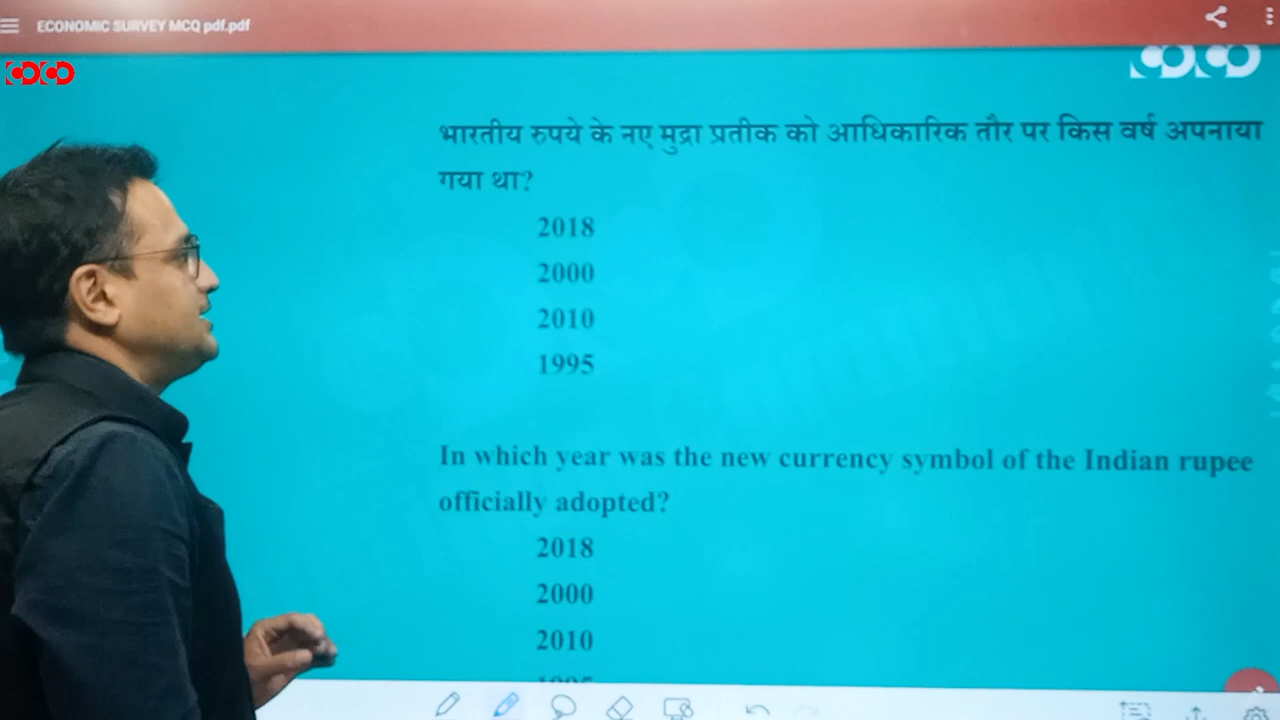 ECONOMIC SURVEY MCQ pdf.pdf
भारतीय रुपये के नए मुद्रा प्रतीक को आधिकारिक तौर पर किस वर्ष अपनाया
गया था?
2018
2000
2010
1995
In which year was the new currency symbol of the Indian rupee
officially adopted?
2018
2000
2010